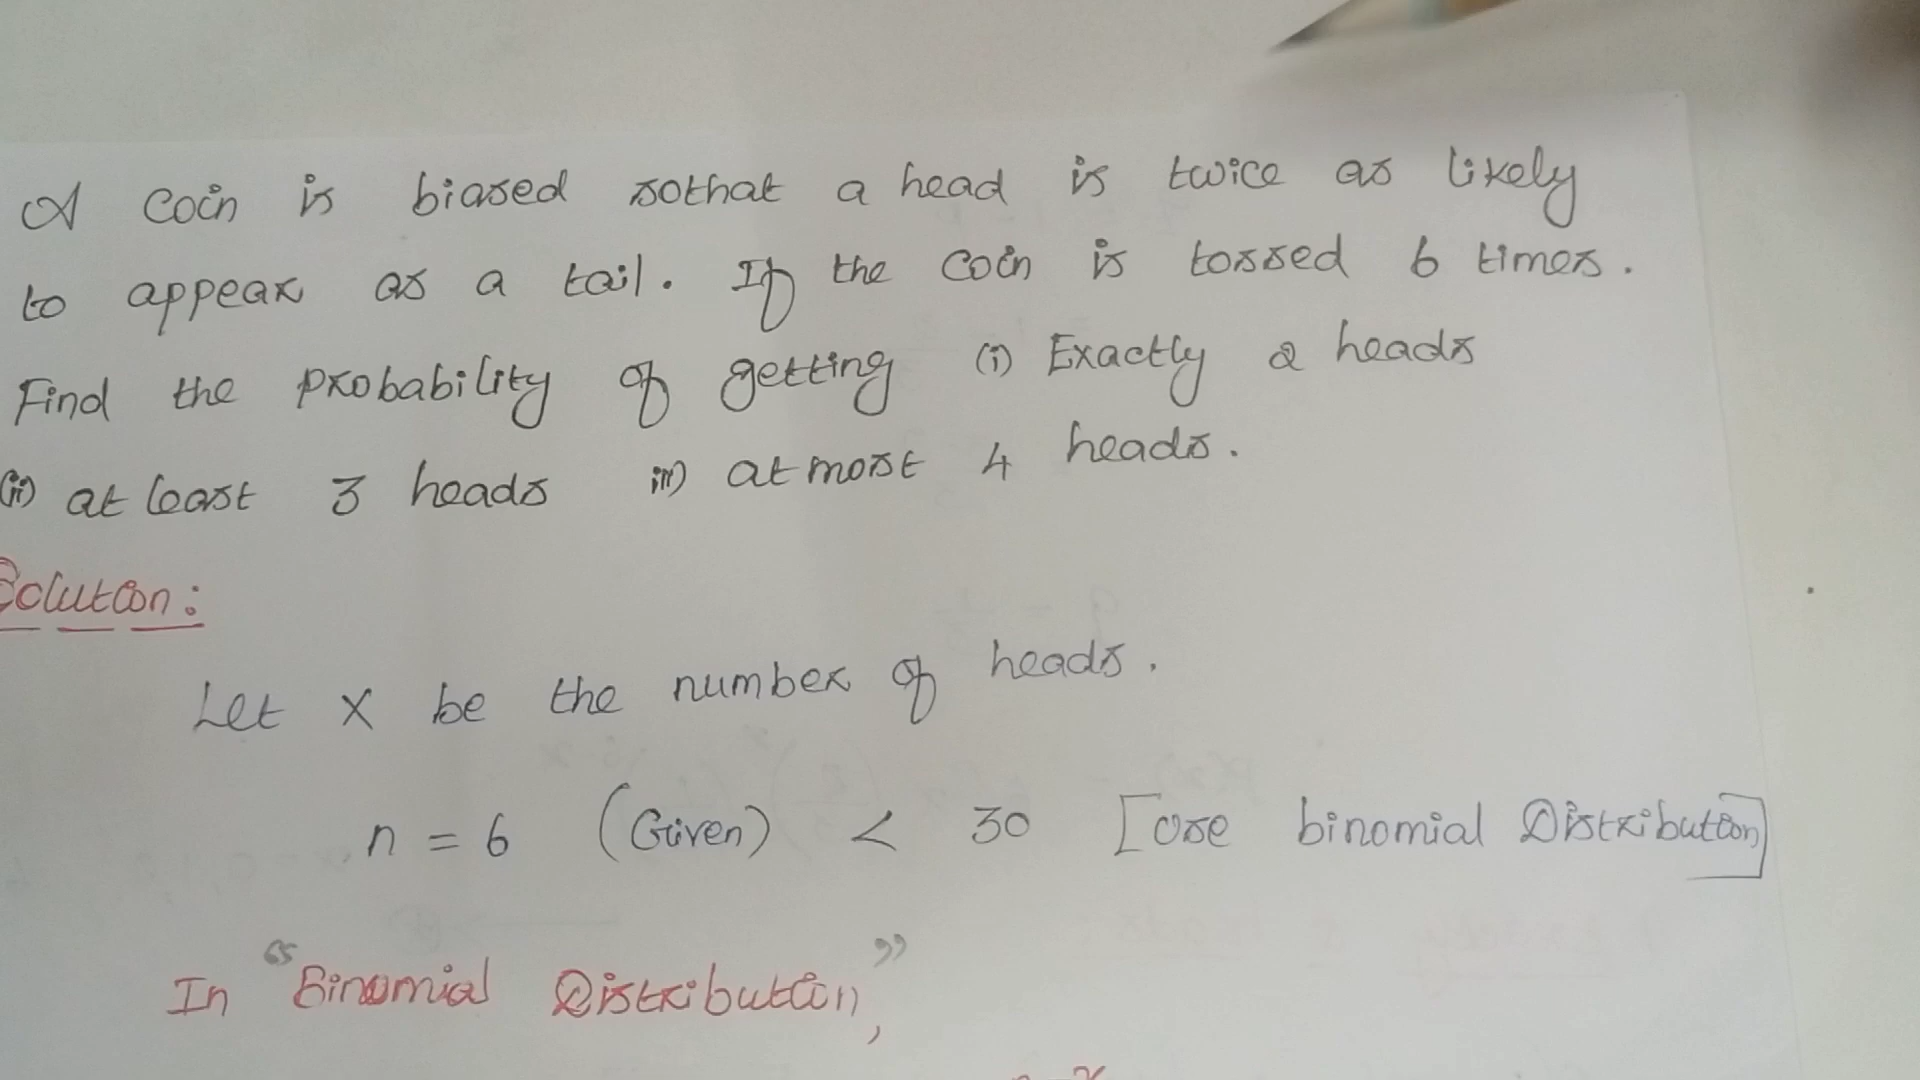 A coin is biased sothat a head is twice as likely
to appear as a tail. If the coin is tossed 6 times.
Find the probability of getting (i) Exactly 2 heads
(ii) at least 3 heads iii) at most 4 heads.
Solution:
Let X be the number of heads.
n = 6 (Given) < 30 [use binomial Distribution]
In "Binomial Distribution,"